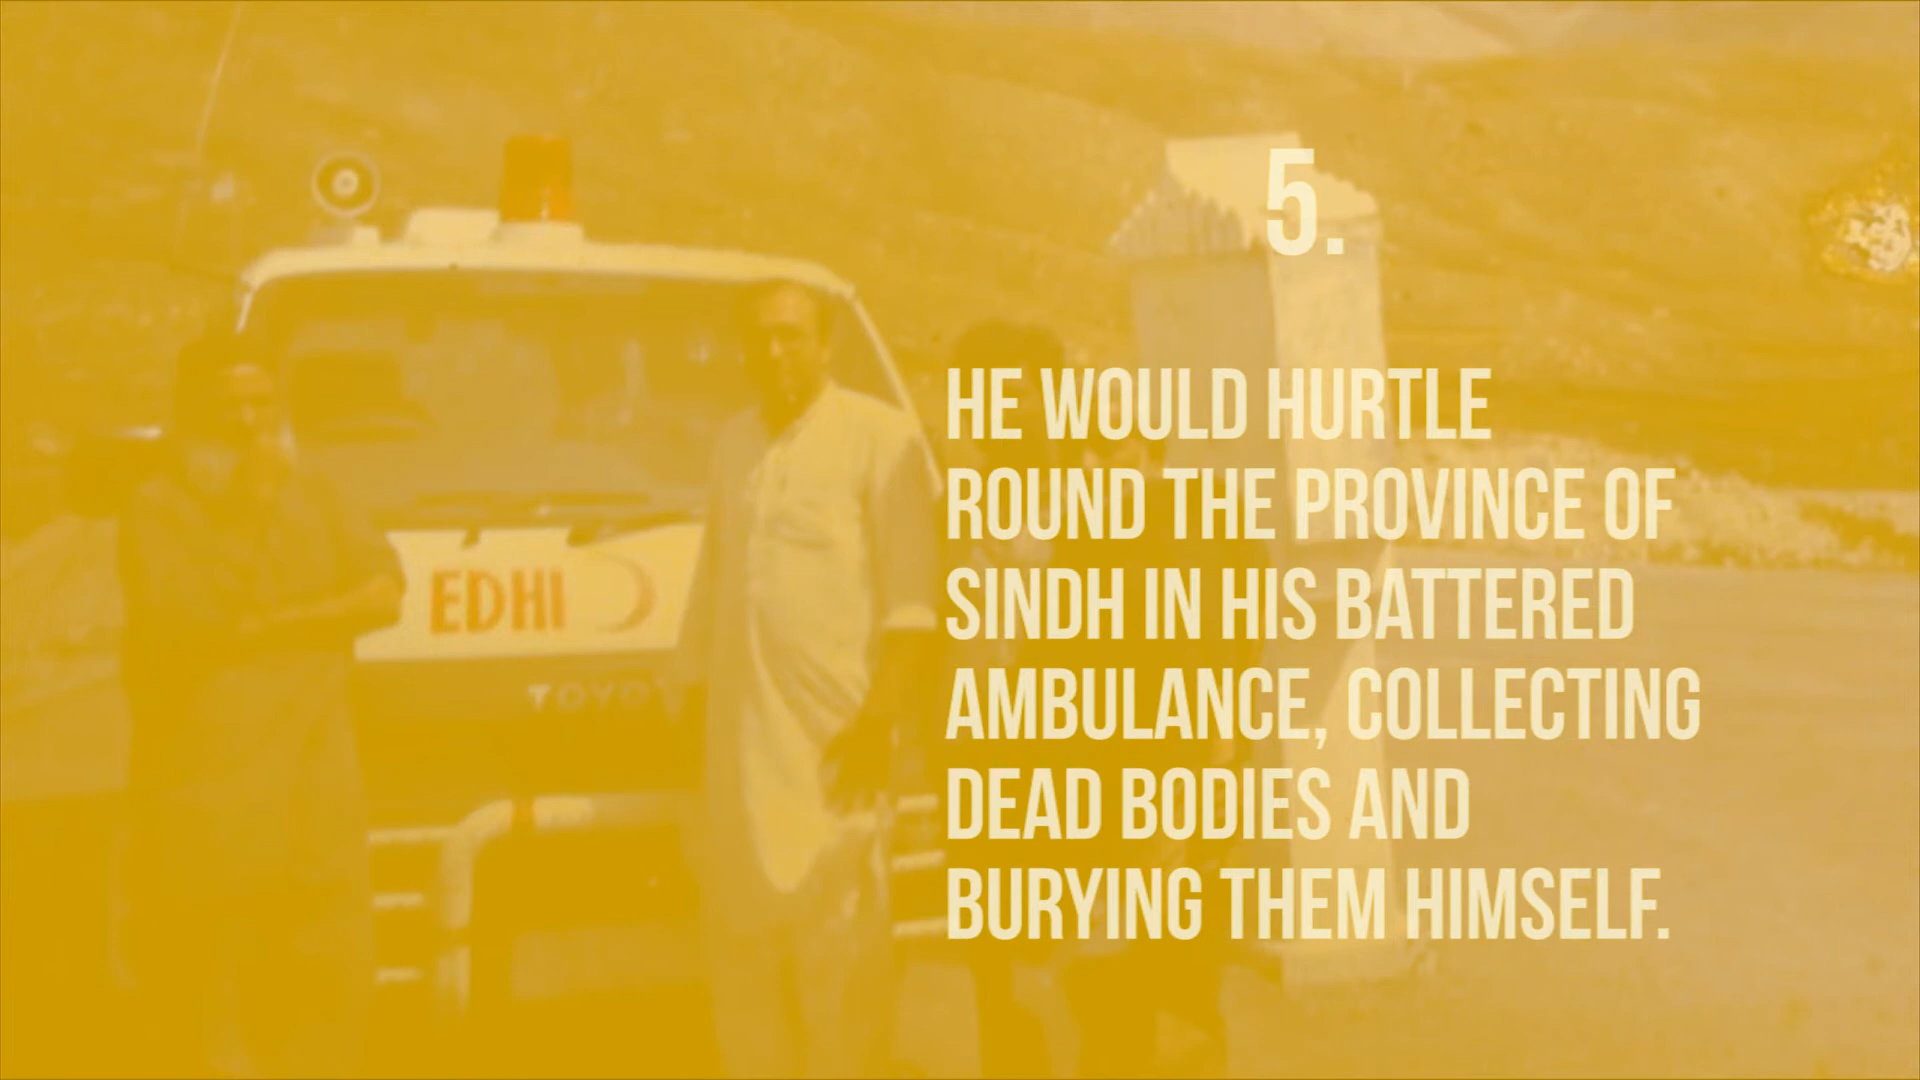 5.
HE WOULD HURTLE
ROUND THE PROVINCE OF
SINDH IN HIS BATTERED
AMBULANCE, COLLECTING
DEAD BODIES AND
BURYING THEM HIMSELF.
EDHI